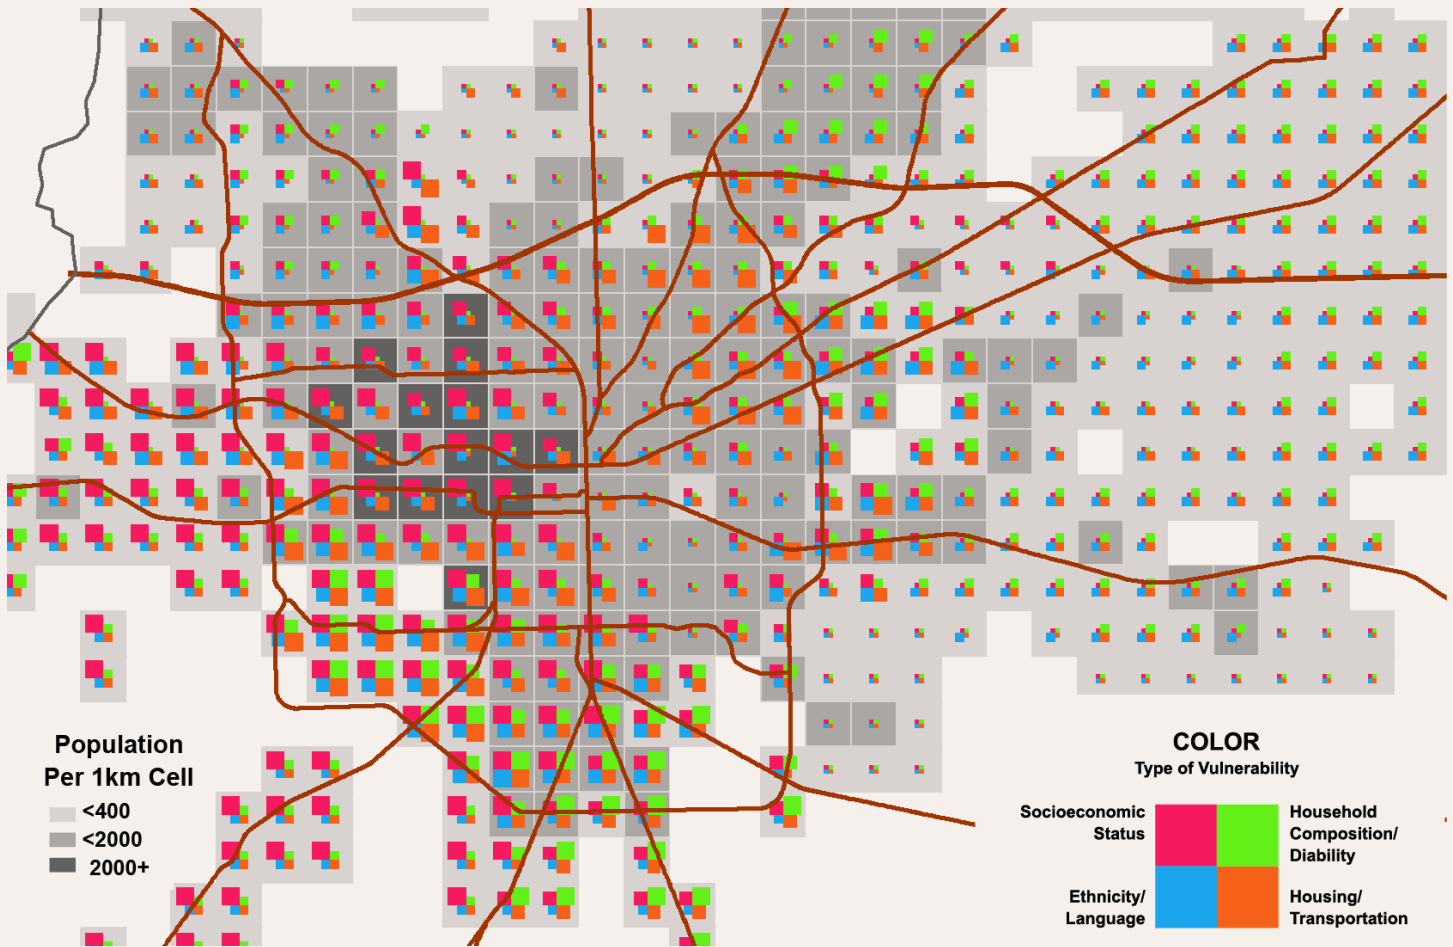 Population
Per 1km Cell
<400
<2000
2000+
COLOR
Type of Vulnerability
Socioeconomic
Status
Household
Composition/
Diability
Ethnicity/
Language
Housing/
Transportation